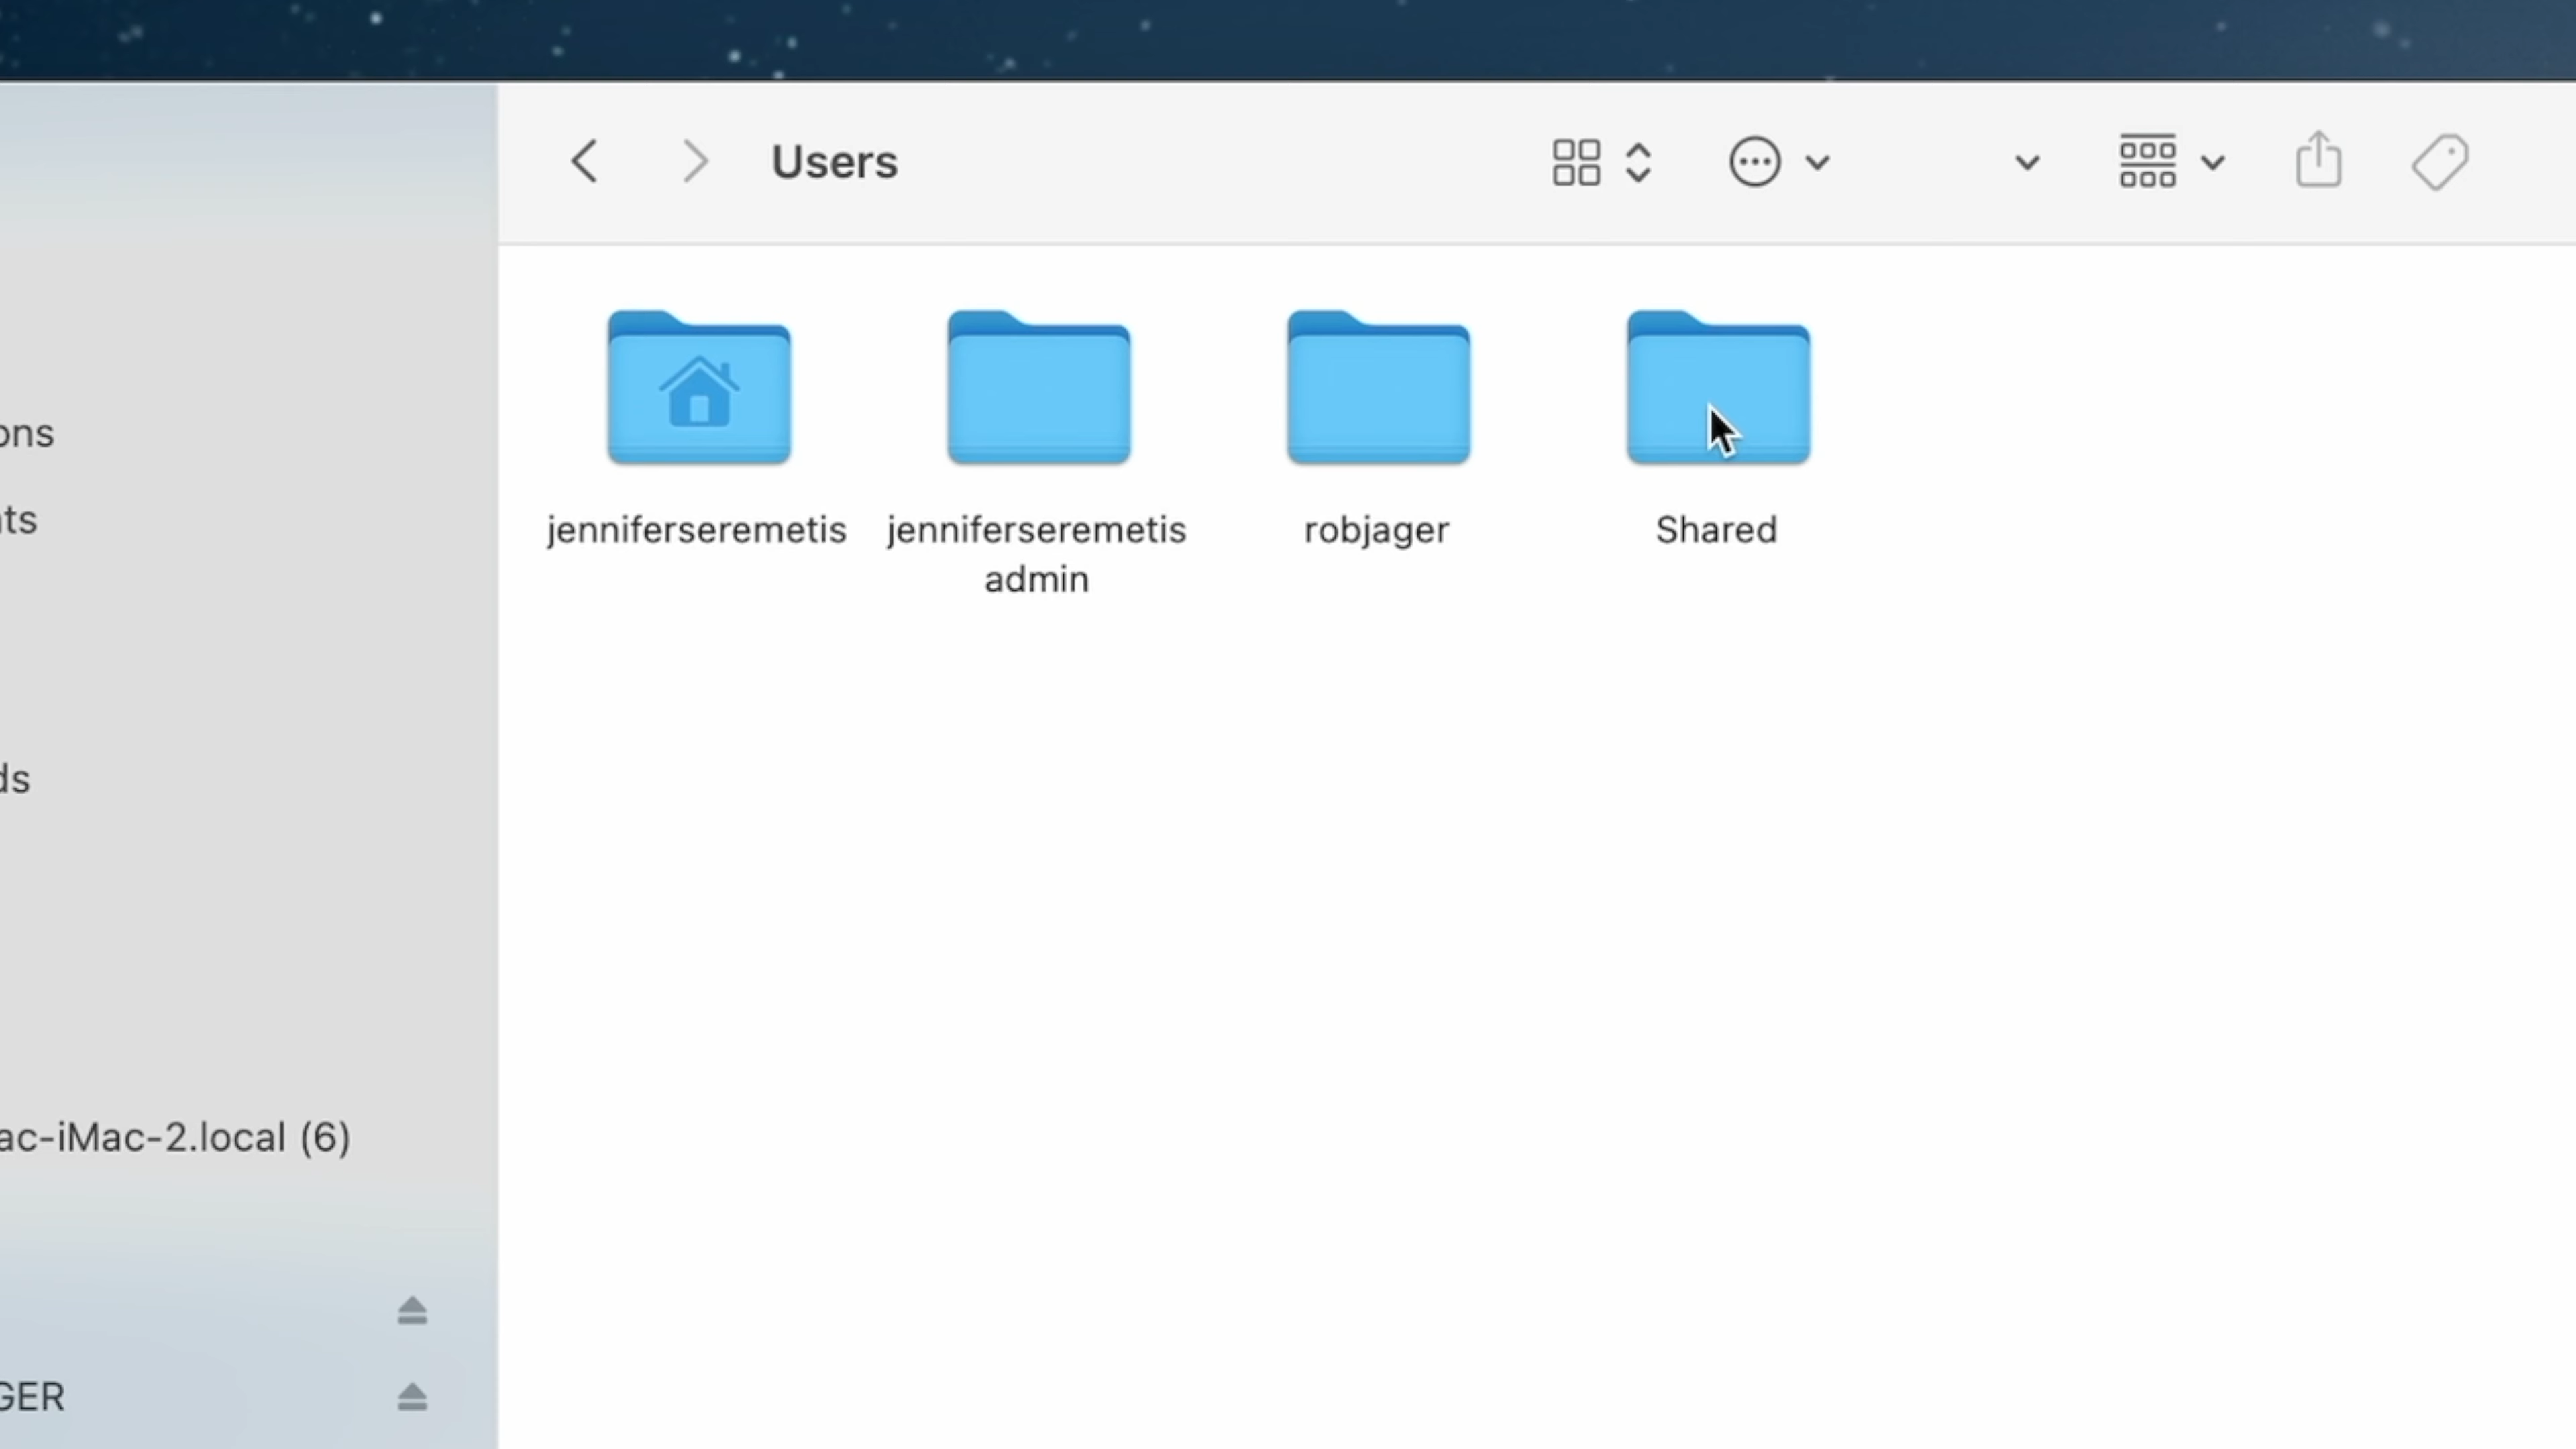 Users
jenniferseremetis
jenniferseremetis
admin
robjager
Shared
ons
ts
ds
ac-iMac-2.local (6)
GER